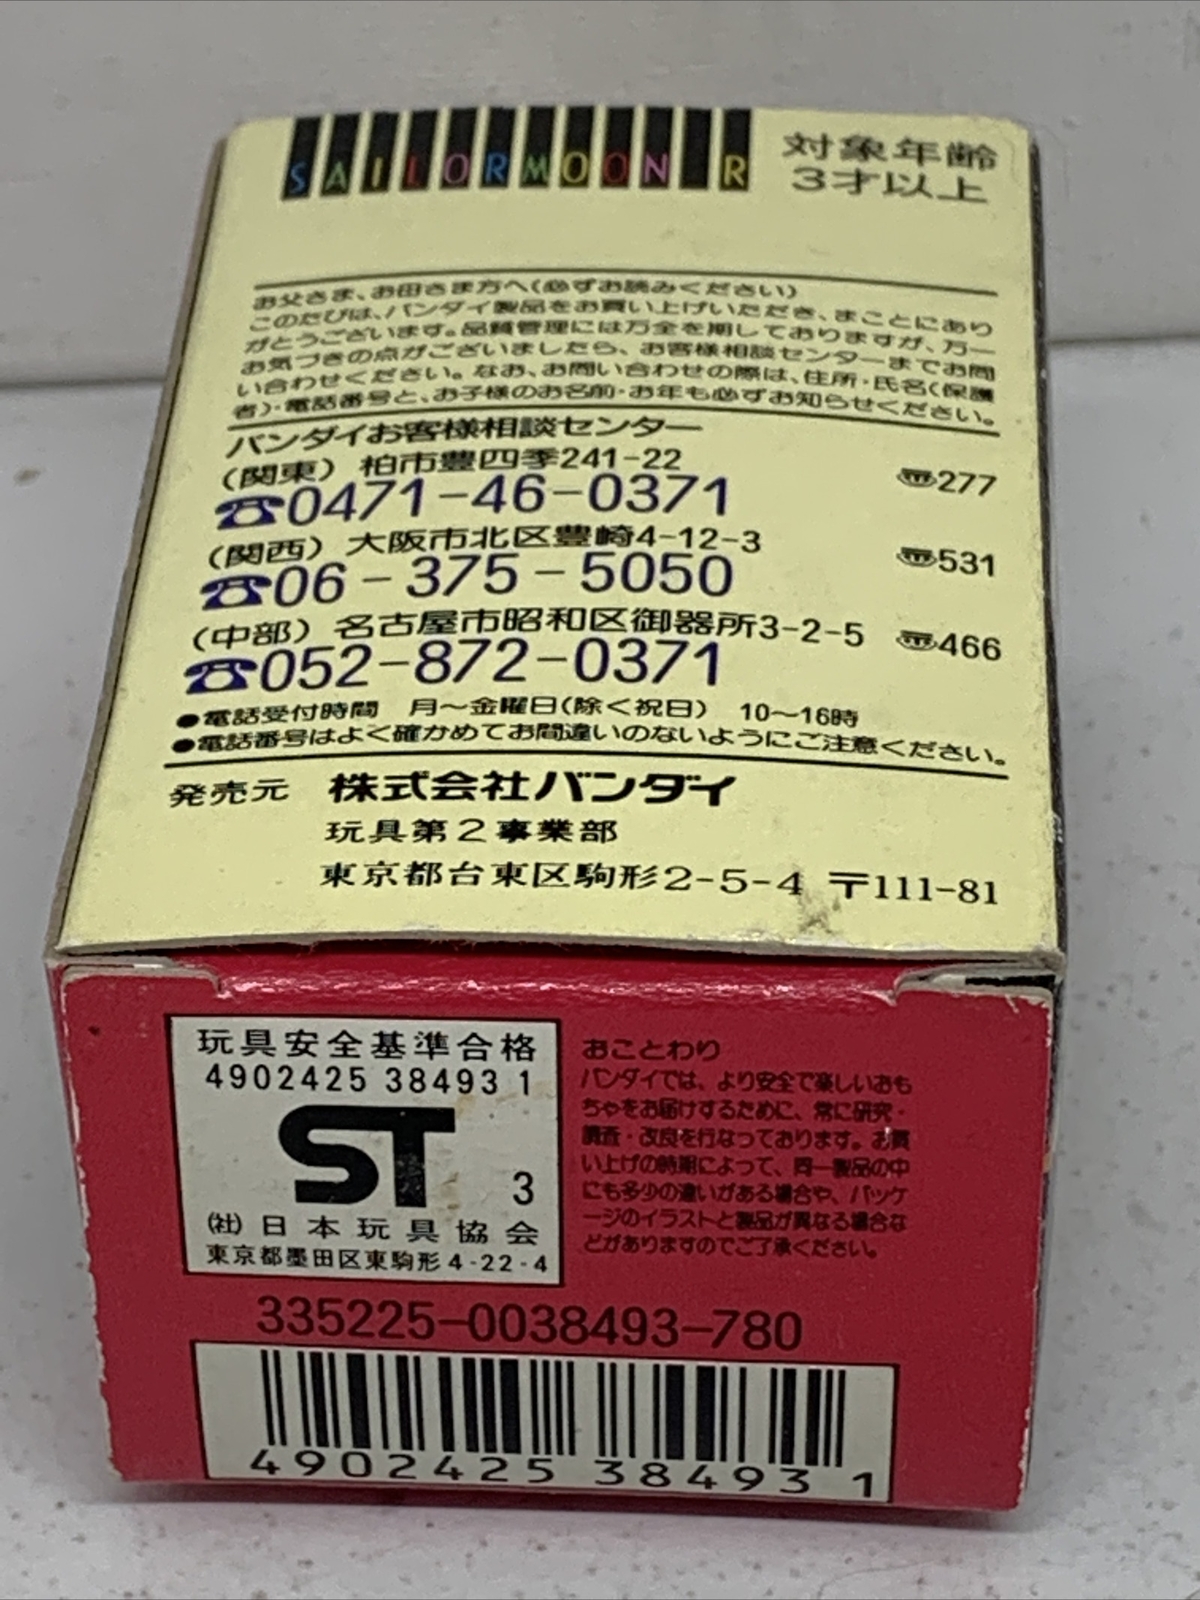 SAILORMOON R
対象年齢
3才以上
お父さま、お母さま方へ(必ずお読みください)
このたびは、バンダイ製品をお買い上げいただき、まことにあり
がとうございます。品質管理には万全を期しておりますが、万一
お気づきの点がございましたら、お客様相談センターまでお問
い合わせください。なお、お問い合わせの際は、住所・氏名(保護
者)・電話番号と、お子様のお名前・お年も必ずお知らせください。
バンダイお客様相談センター
(関東) 柏市豊四季241-22 〠277
☎0471-46-0371
(関西) 大阪市北区豊崎4-12-3 〠531
☎06-375-5050
(中部) 名古屋市昭和区御器所3-2-5 〠466
☎052-872-0371
●電話受付時間 月〜金曜日(除く祝日) 10〜16時
●電話番号はよく確かめてお間違いのないようにご注意ください。
発売元 株式会社バンダイ
玩具第2事業部
東京都台東区駒形2-5-4 〒111-81
玩具安全基準合格
4902425 38493 1
ST 3
(社)日本玩具協会
東京都墨田区東駒形4-22-4
おことわり
バンダイでは、より安全で楽しいおも
ちゃをお届けするために、常に研究・
調査・改良を行なっております。お買
い上げの時期によって、同一製品の中
にも多少の違いがある場合や、パッケ
ージのイラストと製品が異なる場合な
どがありますのでご了承ください。
335225-0038493-780
4902425 38493 1